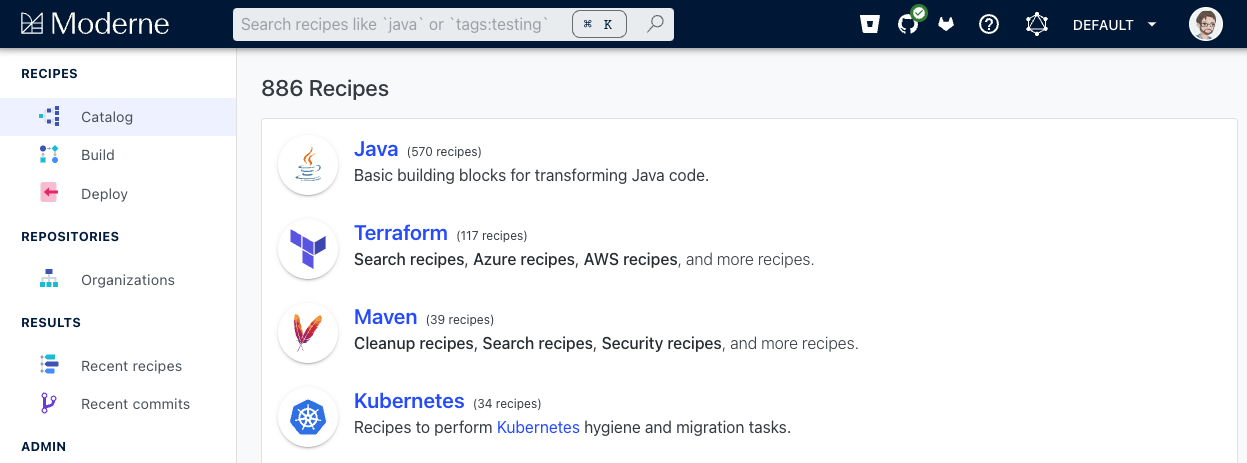 Moderne
Search recipes like `java` or `tags:testing`
⌘ K
DEFAULT
RECIPES
Catalog
Build
Deploy
REPOSITORIES
Organizations
RESULTS
Recent recipes
Recent commits
ADMIN
886 Recipes
Java (570 recipes)
Basic building blocks for transforming Java code.
Terraform (117 recipes)
Search recipes, Azure recipes, AWS recipes, and more recipes.
Maven (39 recipes)
Cleanup recipes, Search recipes, Security recipes, and more recipes.
Kubernetes (34 recipes)
Recipes to perform Kubernetes hygiene and migration tasks.